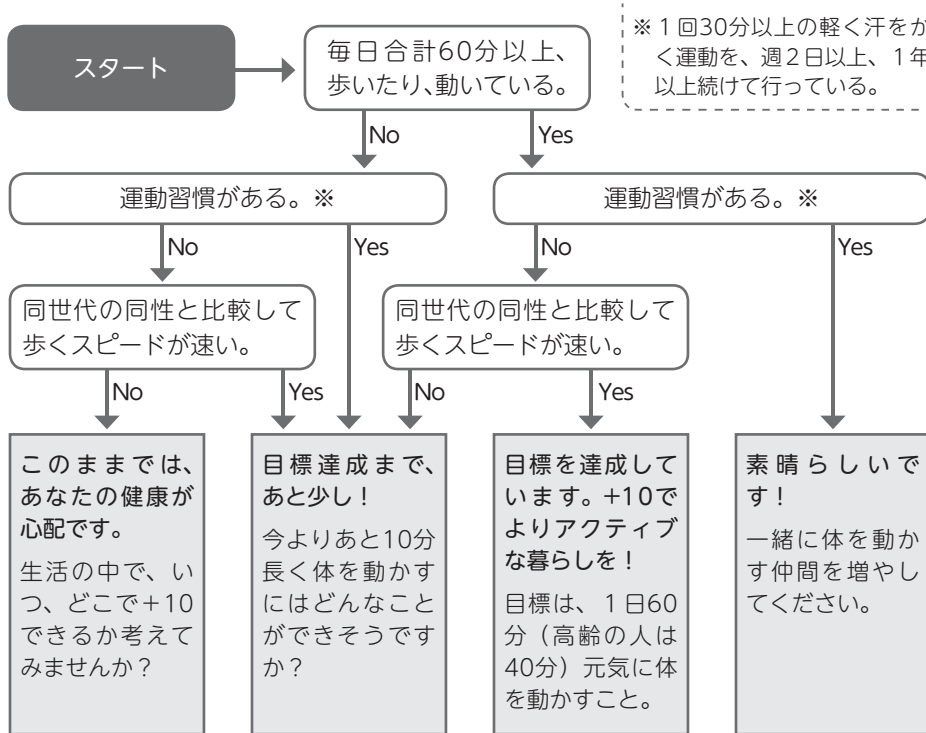 スタート
毎日合計60分以上、
歩いたり、動いている。
※１回30分以上の軽く汗をか
く運動を、週２日以上、１年
以上続けて行っている。
No
Yes
運動習慣がある。※
運動習慣がある。※
No
Yes
No
Yes
同世代の同性と比較して
歩くスピードが速い。
同世代の同性と比較して
歩くスピードが速い。
No
Yes
No
Yes
このままでは、
あなたの健康が
心配です。
生活の中で、い
つ、どこで＋10
できるか考えて
みませんか？
目標達成まで、
あと少し！
今よりあと10分
長く体を動かす
にはどんなこと
ができそうです
か？
目標を達成して
います。+10で
よりアクティブ
な暮らしを！
目標は、１日60
分（高齢の人は
40分）元気に体
を動かすこと。
素晴らしいで
す！
一緒に体を動か
す仲間を増やし
てください。